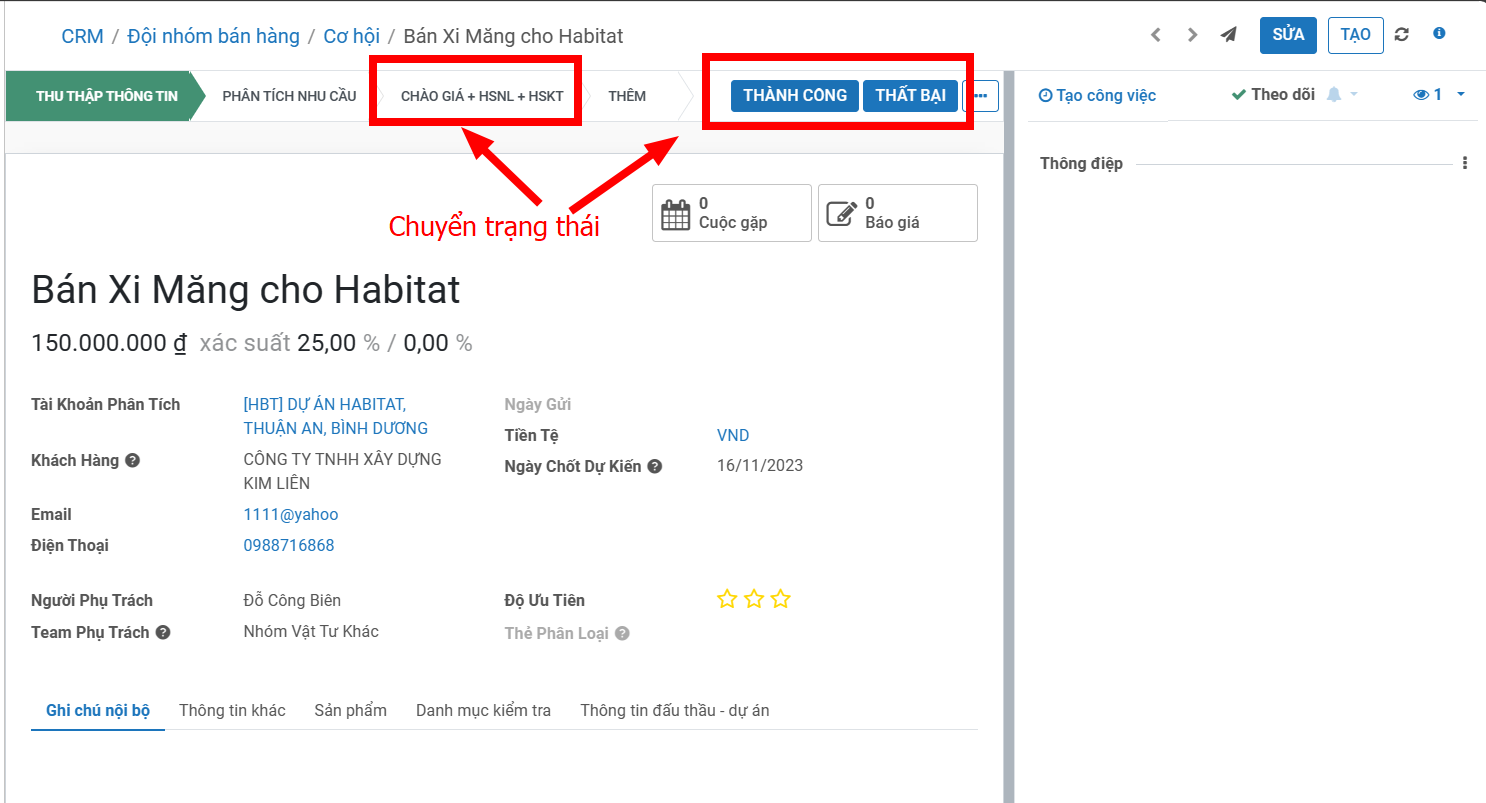 CRM / Đội nhóm bán hàng / Cơ hội / Bán Xi Măng cho Habitat
SỬA TẠO
THU THẬP THÔNG TIN PHÂN TÍCH NHU CẦU CHÀO GIÁ + HSNL + HSKT THÊM THÀNH CÔNG THẤT BẠI ...
Tạo công việc Theo dõi 1
Thông điệp
Chuyển trạng thái
0 Cuộc gặp
0 Báo giá
Bán Xi Măng cho Habitat
150.000.000 ₫ xác suất 25,00 % / 0,00 %
Tài Khoản Phân Tích [HBT] DỰ ÁN HABITAT,
THUẬN AN, BÌNH DƯƠNG
Khách Hàng CÔNG TY TNHH XÂY DỰNG
KIM LIÊN
Email 1111@yahoo
Điện Thoại 0988716868
Ngày Gửi
Tiền Tệ VND
Ngày Chốt Dự Kiến 16/11/2023
Người Phụ Trách Đỗ Công Biên
Team Phụ Trách Nhóm Vật Tư Khác
Độ Ưu Tiên
Thẻ Phân Loại
Ghi chú nội bộ Thông tin khác Sản phẩm Danh mục kiểm tra Thông tin đấu thầu - dự án